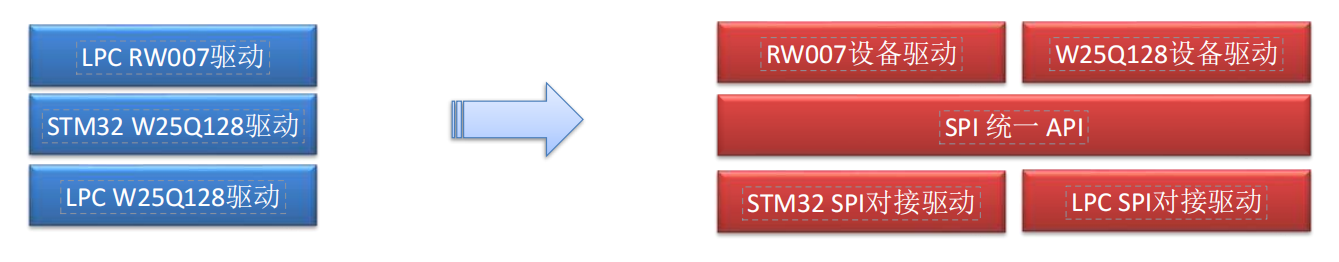 LPC RW007驱动
STM32 W25Q128驱动
LPC W25Q128驱动
RW007设备驱动
W25Q128设备驱动
SPI 统一 API
STM32 SPI对接驱动
LPC SPI对接驱动